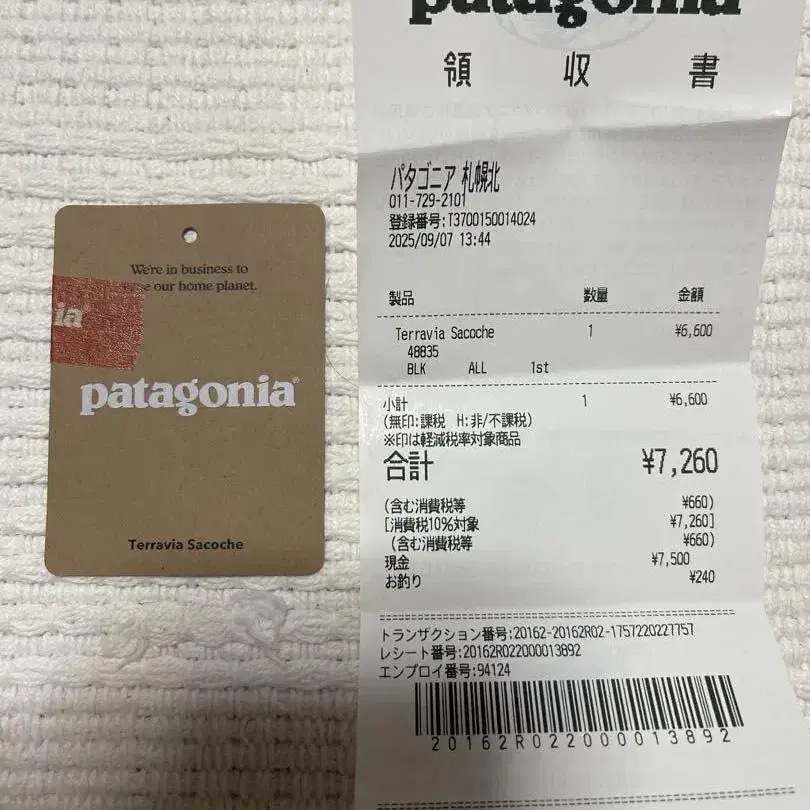 We're in business to
our home planet.
ia
patagonia®
Terravia Sacoche
patagonia
領収書
パタゴニア 札幌北
011-729-2101
登録番号:T3700150014024
2025/09/07 13:44
製品 数量 金額
Terravia Sacoche 1 ¥6,600
48835
BLK ALL 1st
小計 1 ¥6,600
(無印:課税 H:非/不課税)
※印は軽減税率対象商品
合計 ¥7,260
(含む消費税等 ¥660)
[消費税10%対象 ¥7,260]
(含む消費税等 ¥660)
現金 ¥7,500
お釣り ¥240
トランザクション番号:20162-20162R02-1757220227757
レシート番号:20162R022000013892
エンプロイ番号:94124
20162R022000013892